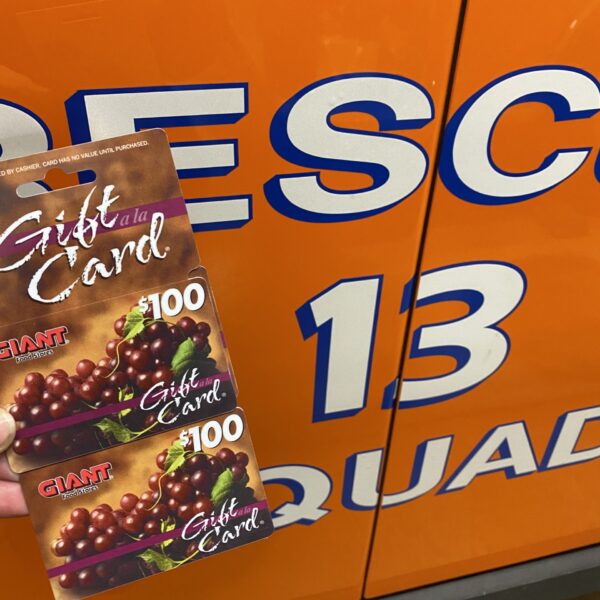 ESC
13
QUAD
ED BY CASHIER. CARD HAS NO VALUE UNTIL PURCHASED.
Gift a la
Card®
$100
GIANT
Food Stores
Gift a la
Card®
$100
GIANT
Food Stores
Gift a la
Card®